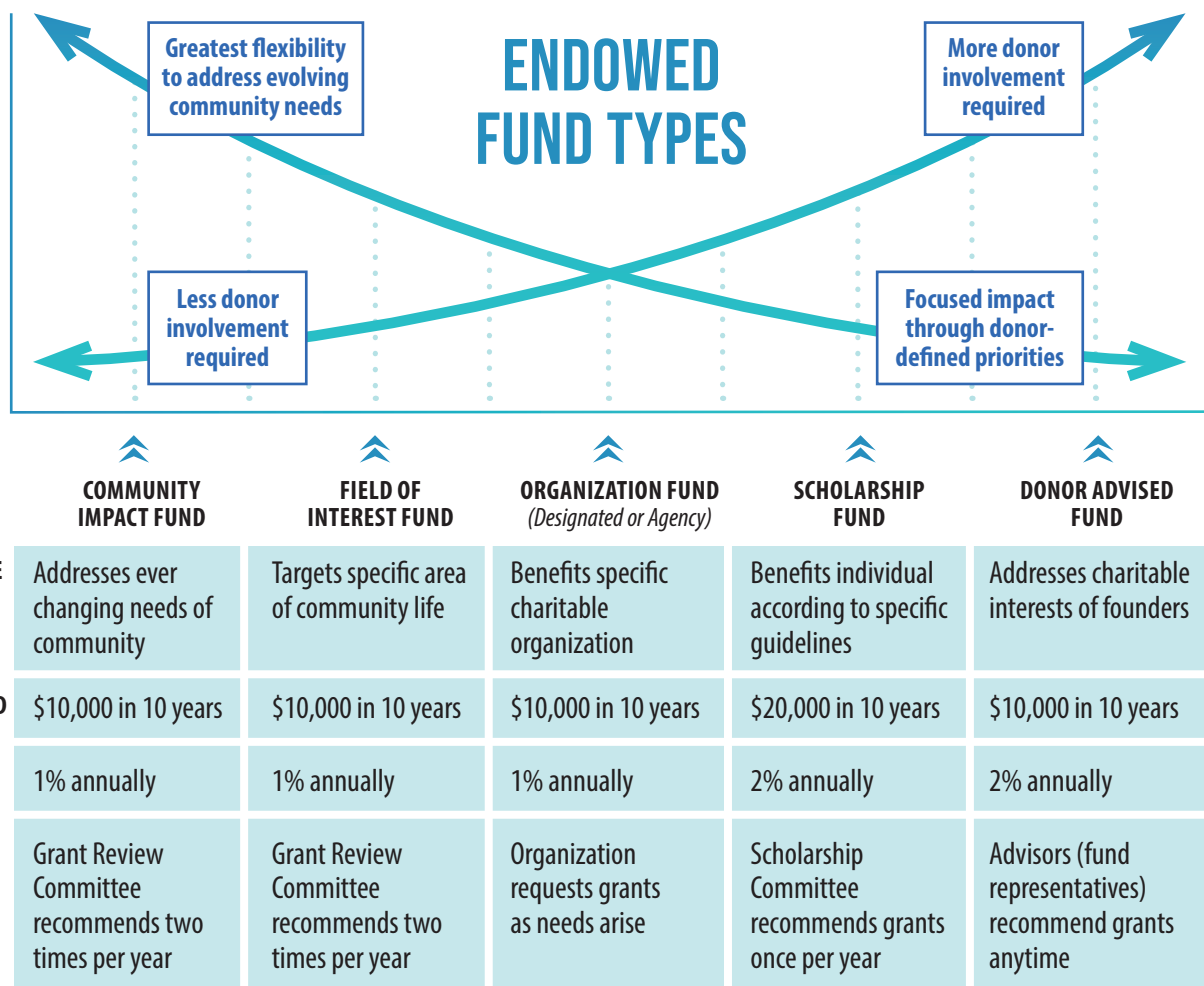 Greatest flexibility
to address evolving
community needs
ENDOWED
FUND TYPES
More donor
involvement
required
Less donor
involvement
required
Focused impact
through donor-
defined priorities
COMMUNITY
IMPACT FUND
FIELD OF
INTEREST FUND
ORGANIZATION FUND
(Designated or Agency)
SCHOLARSHIP
FUND
DONOR ADVISED
FUND
Addresses ever
changing needs of
community
Targets specific area
of community life
Benefits specific
charitable
organization
Benefits individual
according to specific
guidelines
Addresses charitable
interests of founders
$10,000 in 10 years
$10,000 in 10 years
$10,000 in 10 years
$20,000 in 10 years
$10,000 in 10 years
1% annually
1% annually
1% annually
2% annually
2% annually
Grant Review
Committee
recommends two
times per year
Grant Review
Committee
recommends two
times per year
Organization
requests grants
as needs arise
Scholarship
Committee
recommends grants
once per year
Advisors (fund
representatives)
recommend grants
anytime